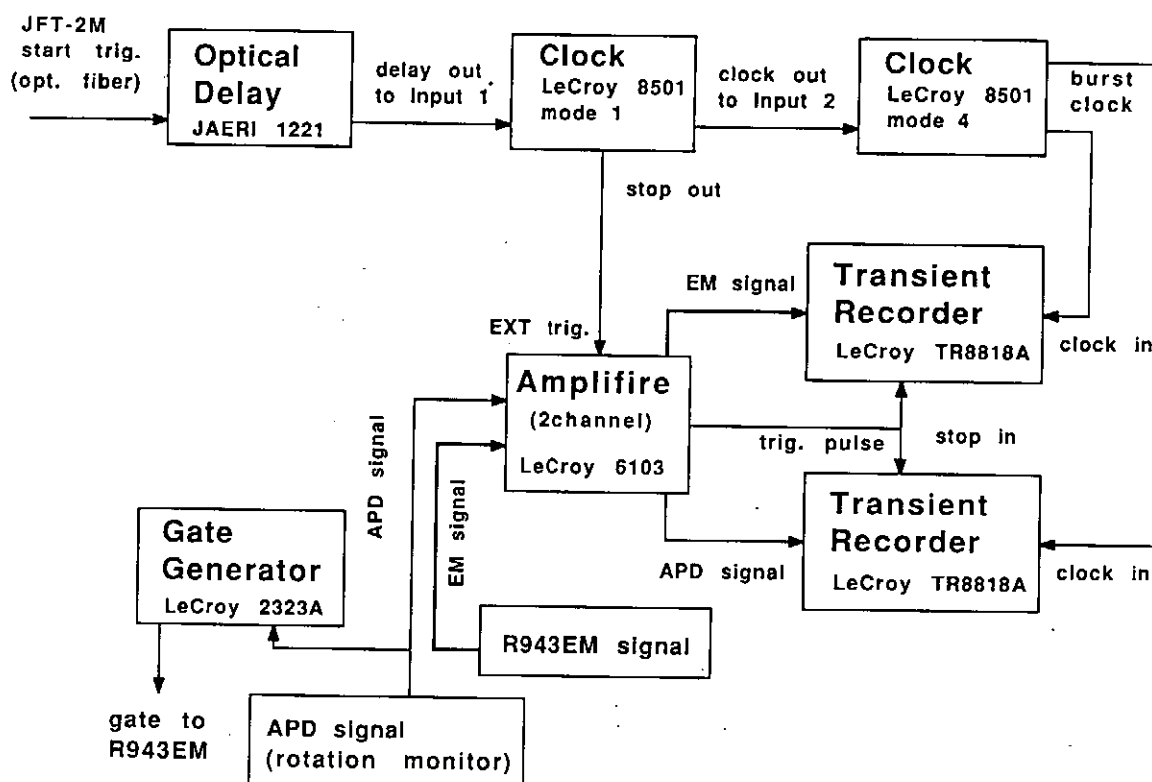 JFT-2M
start trig.
(opt. fiber)
Optical
Delay
JAERI 1221
delay out
to Input 1
Clock
LeCroy 8501
mode 1
clock out
to Input 2
Clock
LeCroy 8501
mode 4
burst
clock
stop out
EM signal
Transient
Recorder
LeCroy TR8818A
clock in
EXT trig.
Amplifire
(2channel)
LeCroy 6103
trig. pulse
stop in
APD signal
EM signal
Gate
Generator
LeCroy 2323A
APD signal
Transient
Recorder
LeCroy TR8818A
clock in
R943EM signal
gate to
R943EM
APD signal
(rotation monitor)